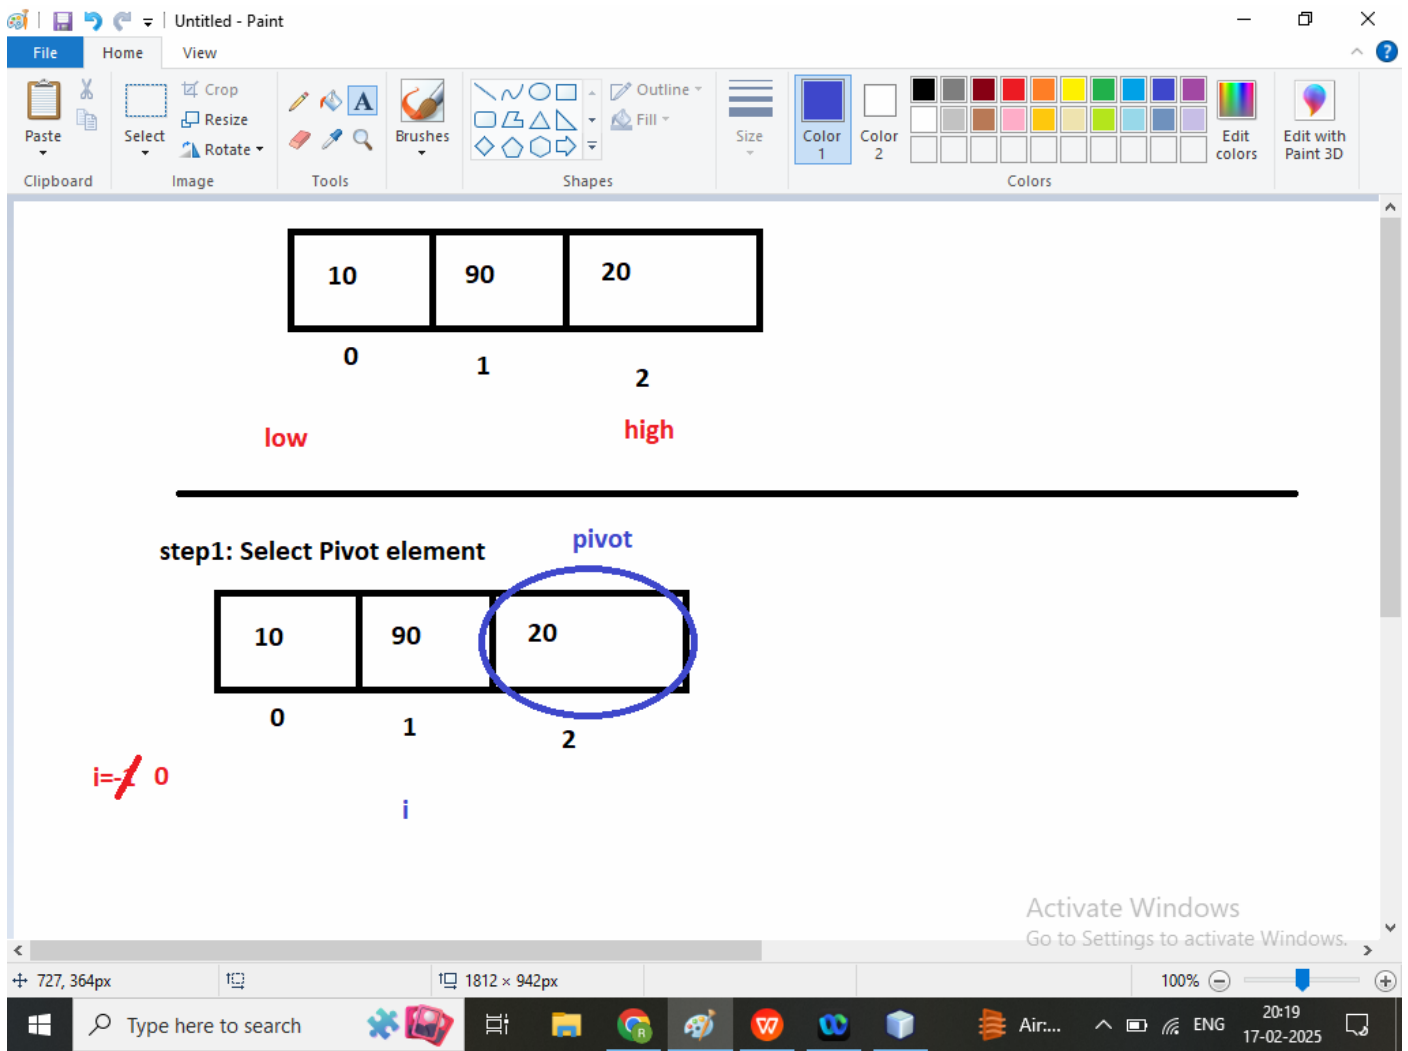 Untitled - Paint
File Home View
Paste
Clipboard
Select
Crop
Resize
Rotate
Image
A
Tools
Brushes
Shapes
Outline
Fill
Size
Color 1
Color 2
Edit colors
Colors
Edit with Paint 3D
10 90 20
0 1 2
low high
step1: Select Pivot element
pivot
10 90 20
0 1 2
i=-1 0
i
Activate Windows
Go to Settings to activate Windows.
727, 364px
1812 × 942px
100%
Type here to search
R
W
Air:...
ENG
20:19
17-02-2025